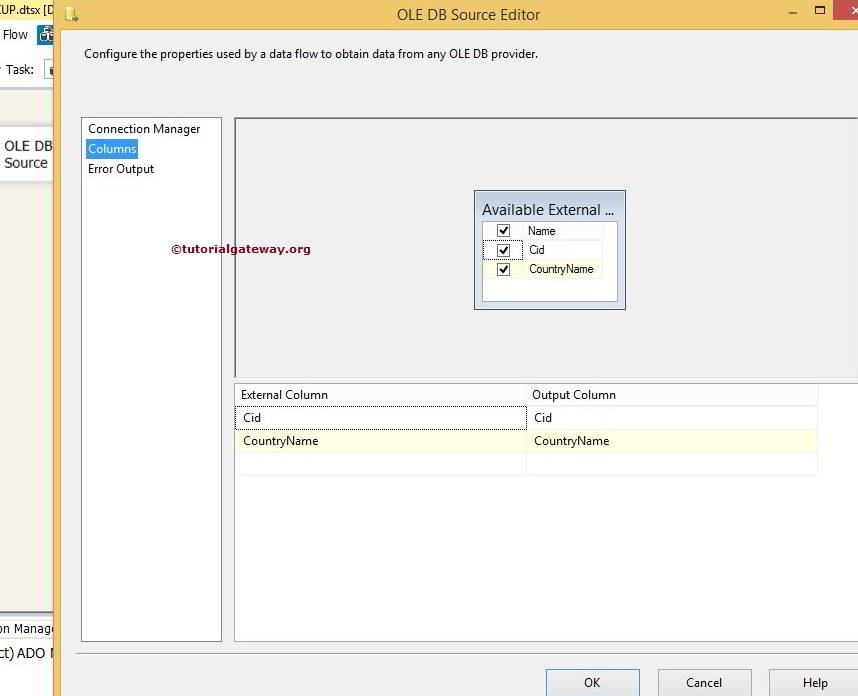 UP.dtsx [D
OLE DB Source Editor
Flow
Configure the properties used by a data flow to obtain data from any OLE DB provider.
Task:
Connection Manager
Columns
Error Output
OLE DB
Source
Available External ...
Name
Cid
CountryName
©tutorialgateway.org
External Column Output Column
Cid Cid
CountryName CountryName
on Manage
ct) ADO
OK Cancel Help